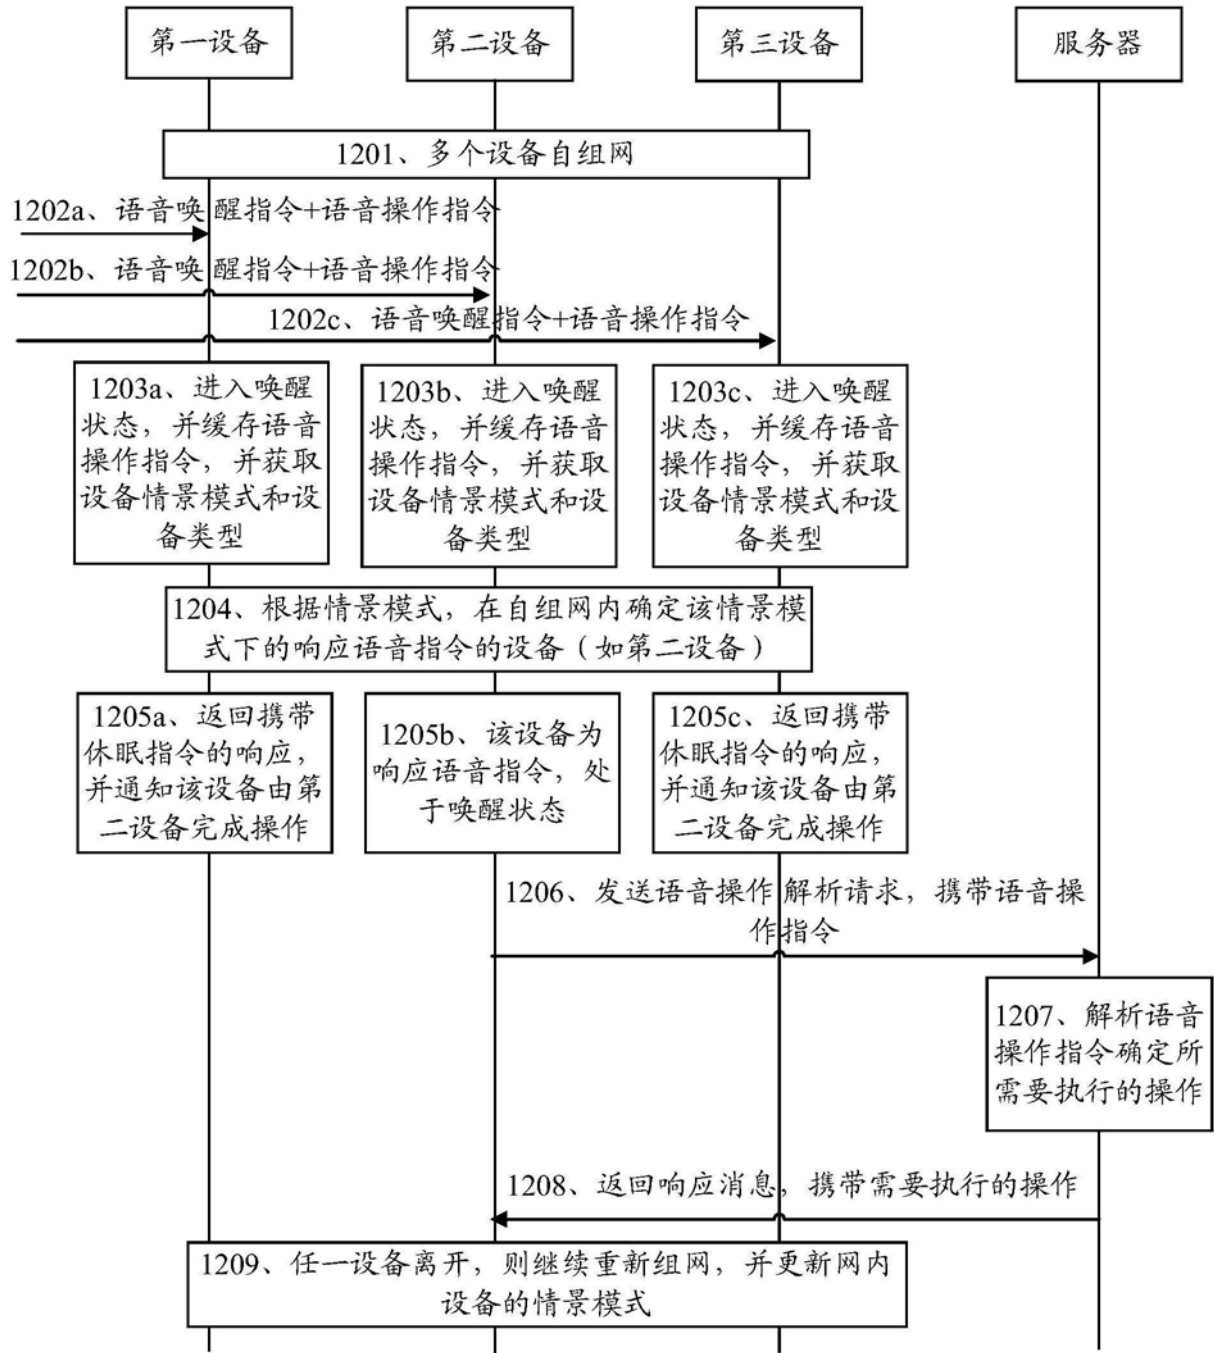 第一设备
第二设备
第三设备
服务器
1201、多个设备自组网
1202a、语音唤醒指令+语音操作指令
1202b、语音唤醒指令+语音操作指令
1202c、语音唤醒指令+语音操作指令
1203a、进入唤醒
状态，并缓存语音
操作指令，并获取
设备情景模式和设
备类型
1203b、进入唤醒
状态，并缓存语音
操作指令，并获取
设备情景模式和设
备类型
1203c、进入唤醒
状态，并缓存语音
操作指令，并获取
设备情景模式和设
备类型
1204、根据情景模式，在自组网内确定该情景模
式下的响应语音指令的设备（如第二设备）
1205a、返回携带
休眠指令的响应，
并通知该设备由第
二设备完成操作
1205b、该设备为
响应语音指令，处
于唤醒状态
1205c、返回携带
休眠指令的响应，
并通知该设备由第
二设备完成操作
1206、发送语音操作解析请求，携带语音操
作指令
1207、解析语音
操作指令确定所
需要执行的操作
1208、返回响应消息，携带需要执行的操作
1209、任一设备离开，则继续重新组网，并更新网内
设备的情景模式